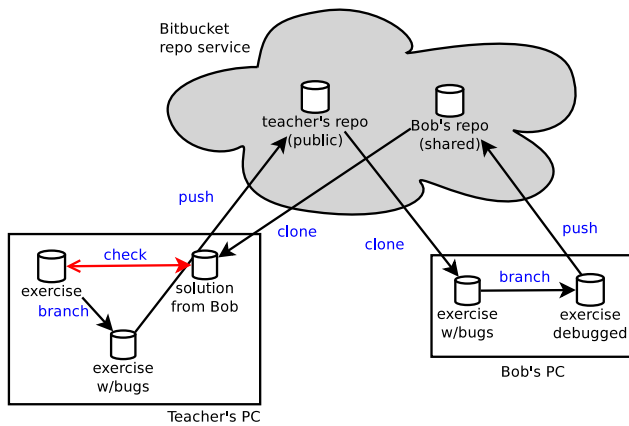 Bitbucket
repo service
teacher's repo
(public)
Bob's repo
(shared)
push
clone
clone
push
check
exercise
solution
from Bob
branch
exercise
w/bugs
Teacher's PC
branch
exercise
w/bugs
exercise
debugged
Bob's PC